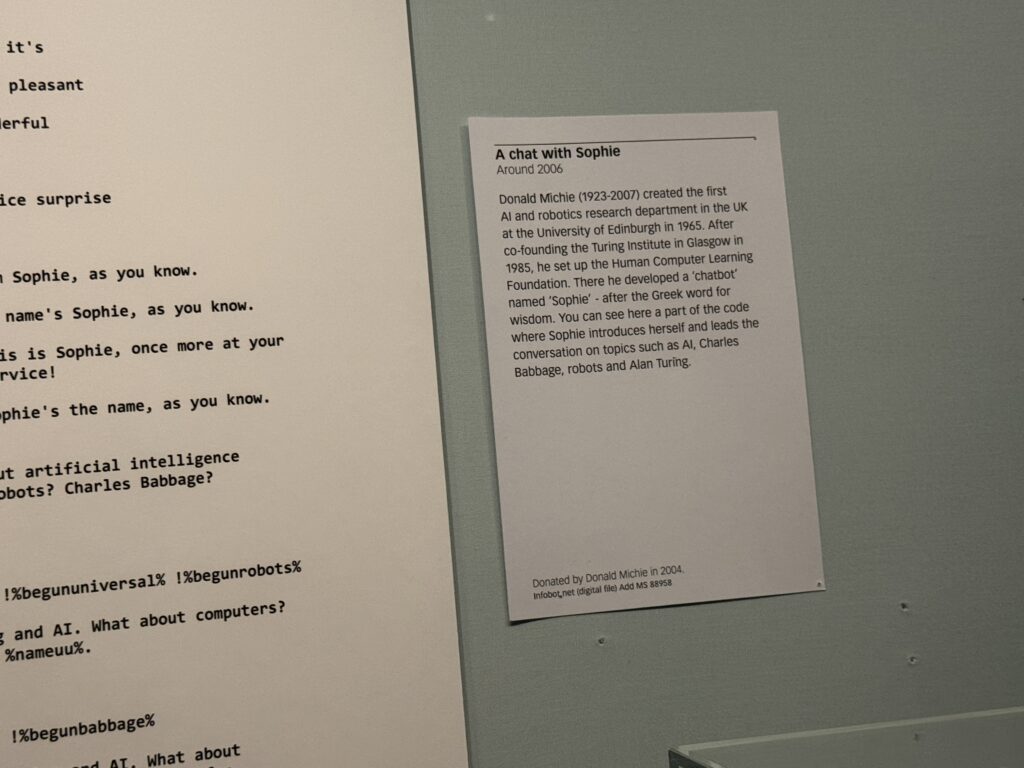 it's
pleasant
surprise
Sophie, as you know.
name's Sophie, as you know.
is Sophie, once more at your
the name, as you know.
artificial intelligence
Charles Babbage?
!%begununiversal% !%begunrobots%
and AI. What about computers?
%nameuu%.
!%begunbabbage%
AI. What about
A chat with Sophie
Around 2006
Donald Michie (1923-2007) created the first
AI and robotics research department in the UK
at the University of Edinburgh in 1965. After
co-founding the Turing Institute in Glasgow in
1985, he set up the Human Computer Learning
Foundation. There he developed a ‘chatbot’
named ‘Sophie’ - after the Greek word for
wisdom. You can see here a part of the code
where Sophie introduces herself and leads the
conversation on topics such as AI, Charles
Babbage, robots and Alan Turing.
Donated by Donald Michie in 2004.
Infobot.net (digital file) Add MS 88958